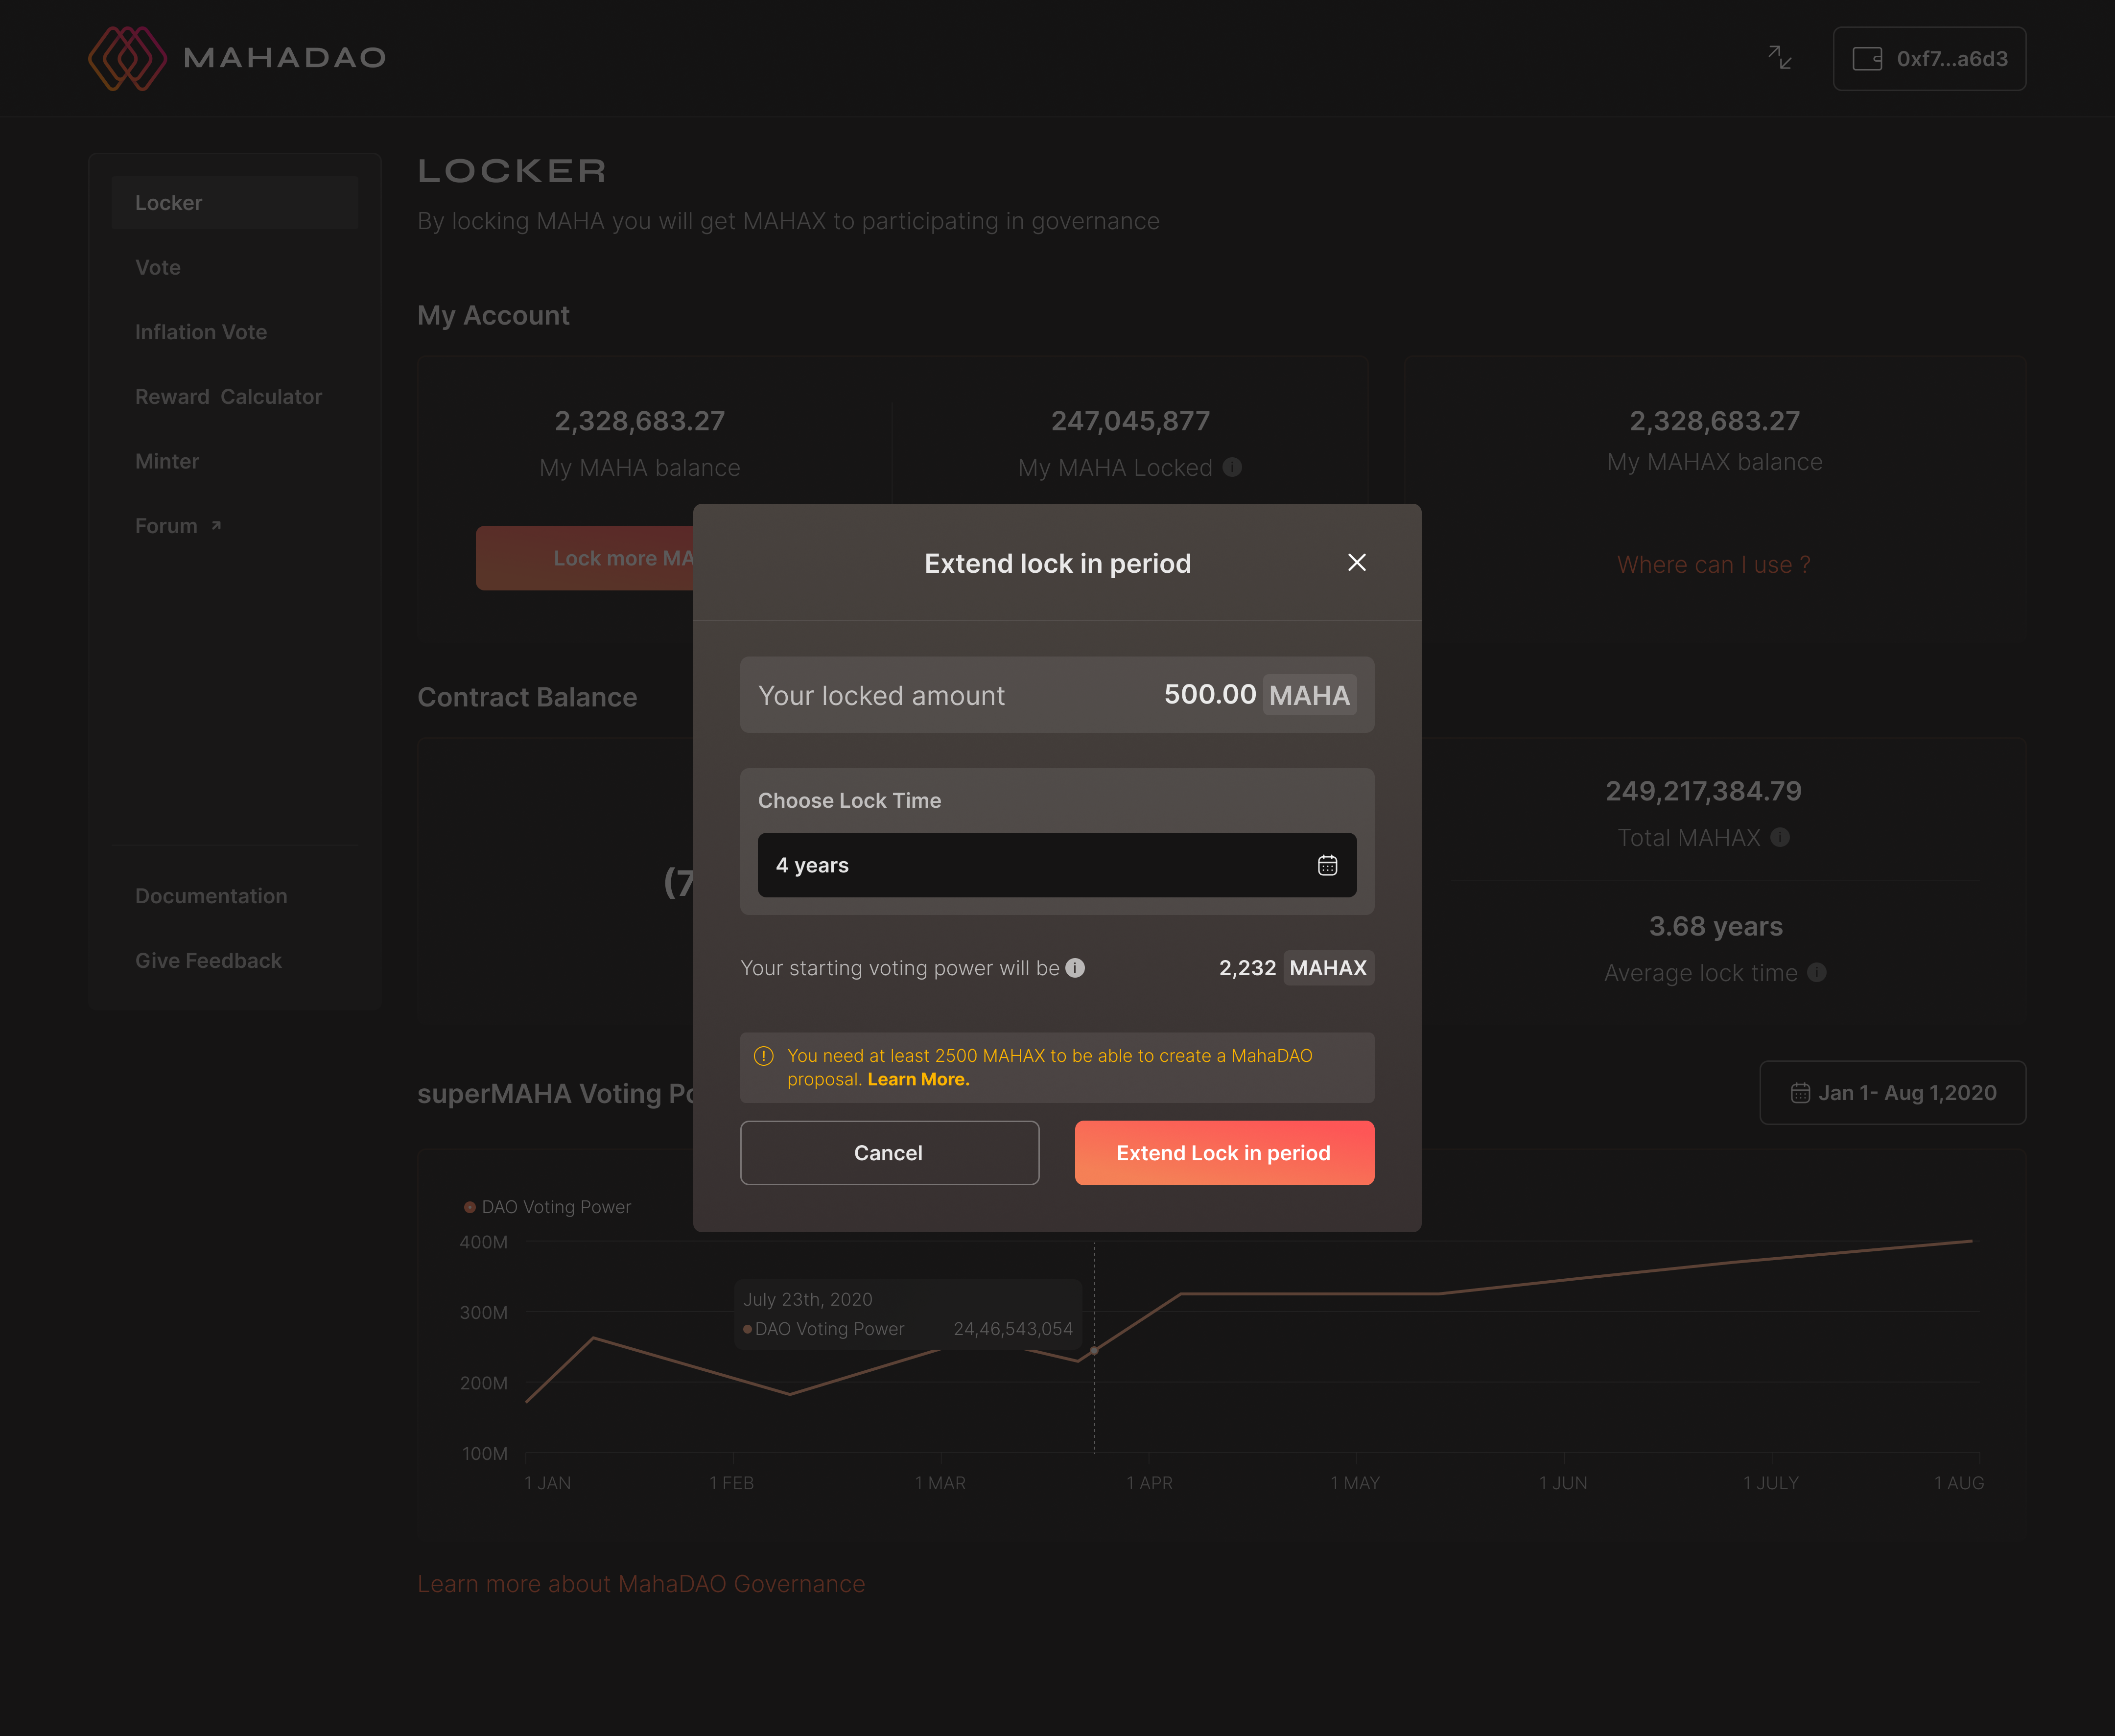 MAHADAO
0xf7...a6d3
Locker
Vote
Inflation Vote
Reward Calculator
Minter
Forum
Documentation
Give Feedback
LOCKER
By locking MAHA you will get MAHAX to participating in governance
My Account
2,328,683.27
My MAHA balance
247,045,877
My MAHA Locked
2,328,683.27
My MAHAX balance
Lock more MA
Where can I use ?
Contract Balance
(7
249,217,384.79
Total MAHAX
3.68 years
Average lock time
Extend lock in period
Your locked amount 500.00 MAHA
Choose Lock Time
4 years
Your starting voting power will be 2,232 MAHAX
You need at least 2500 MAHAX to be able to create a MahaDAO
proposal. Learn More.
Cancel
Extend Lock in period
superMAHA Voting Po
Jan 1- Aug 1,2020
DAO Voting Power
400M
300M
200M
100M
July 23th, 2020
DAO Voting Power 24,46,543,054
1 JAN 1 FEB 1 MAR 1 APR 1 MAY 1 JUN 1 JULY 1 AUG
Learn more about MahaDAO Governance